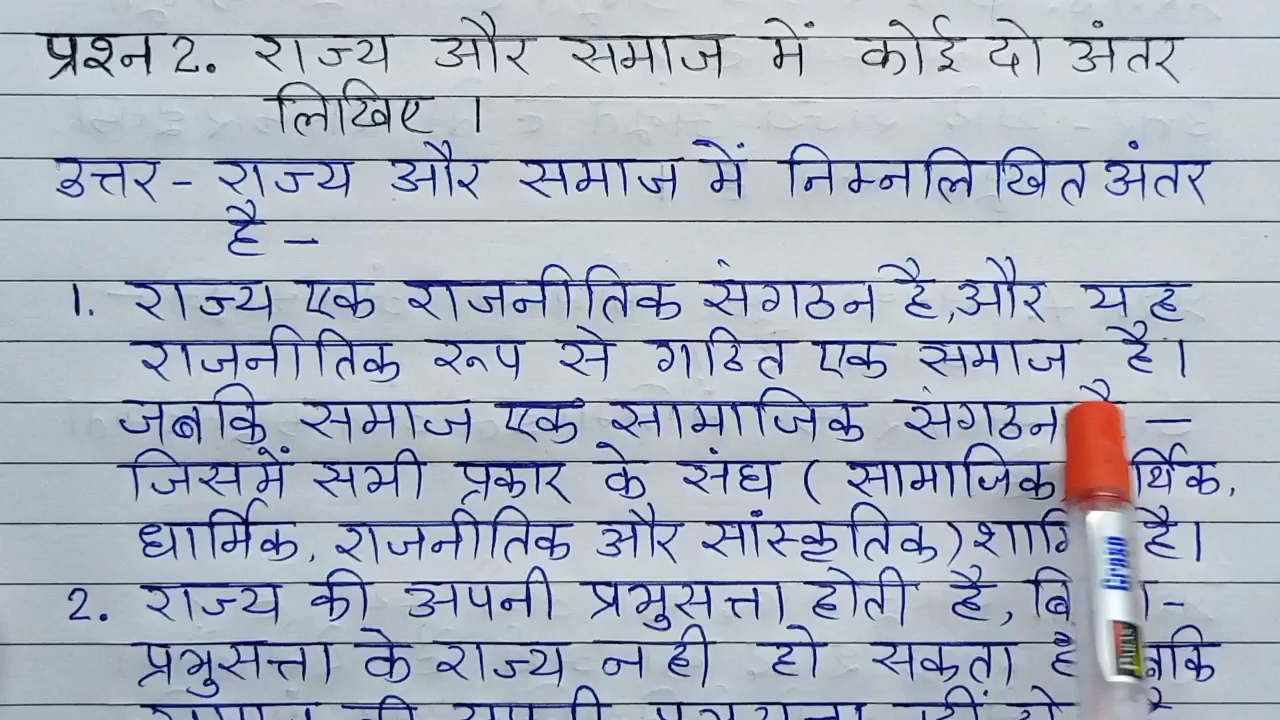 प्रश्न 2. राज्य और समाज में कोई दो अंतर
लिखिए ।
उत्तर - राज्य और समाज में निम्नलिखित अंतर
है -
1. राज्य एक राजनीतिक संगठन है, और यह
राजनीतिक रूप से गठित एक समाज है।
जबकि समाज एक सामाजिक संगठन -
जिसमें सभी प्रकार के संघ ( सामाजिक
धार्मिक, राजनीतिक और सांस्कृतिक) है।
2. राज्य की अपनी प्रभुसत्ता होती है,
प्रभुसत्ता के राज्य नही हो सकता